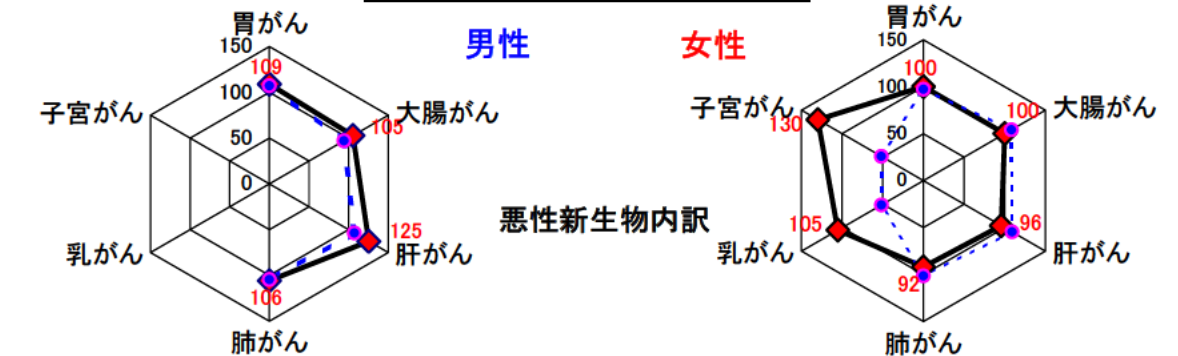 胃がん
150
109
100
50
0
大腸がん
105
肝がん
125
肺がん
106
乳がん
子宮がん
男性
女性
悪性新生物内訳
胃がん
150
100
100
50
0
大腸がん
100
肝がん
96
肺がん
92
乳がん
105
子宮がん
130